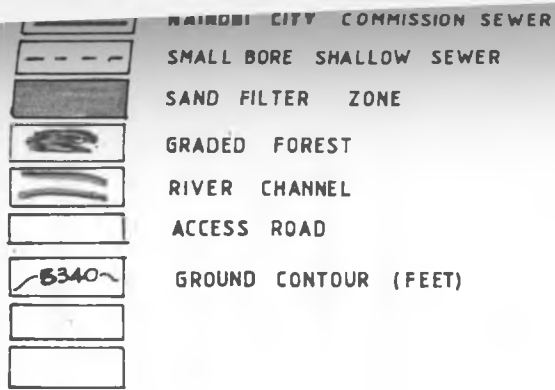 NAIROBI CITY COMMISSION SEWER
SMALL BORE SHALLOW SEWER
SAND FILTER ZONE
GRADED FOREST
RIVER CHANNEL
ACCESS ROAD
5340 GROUND CONTOUR (FEET)